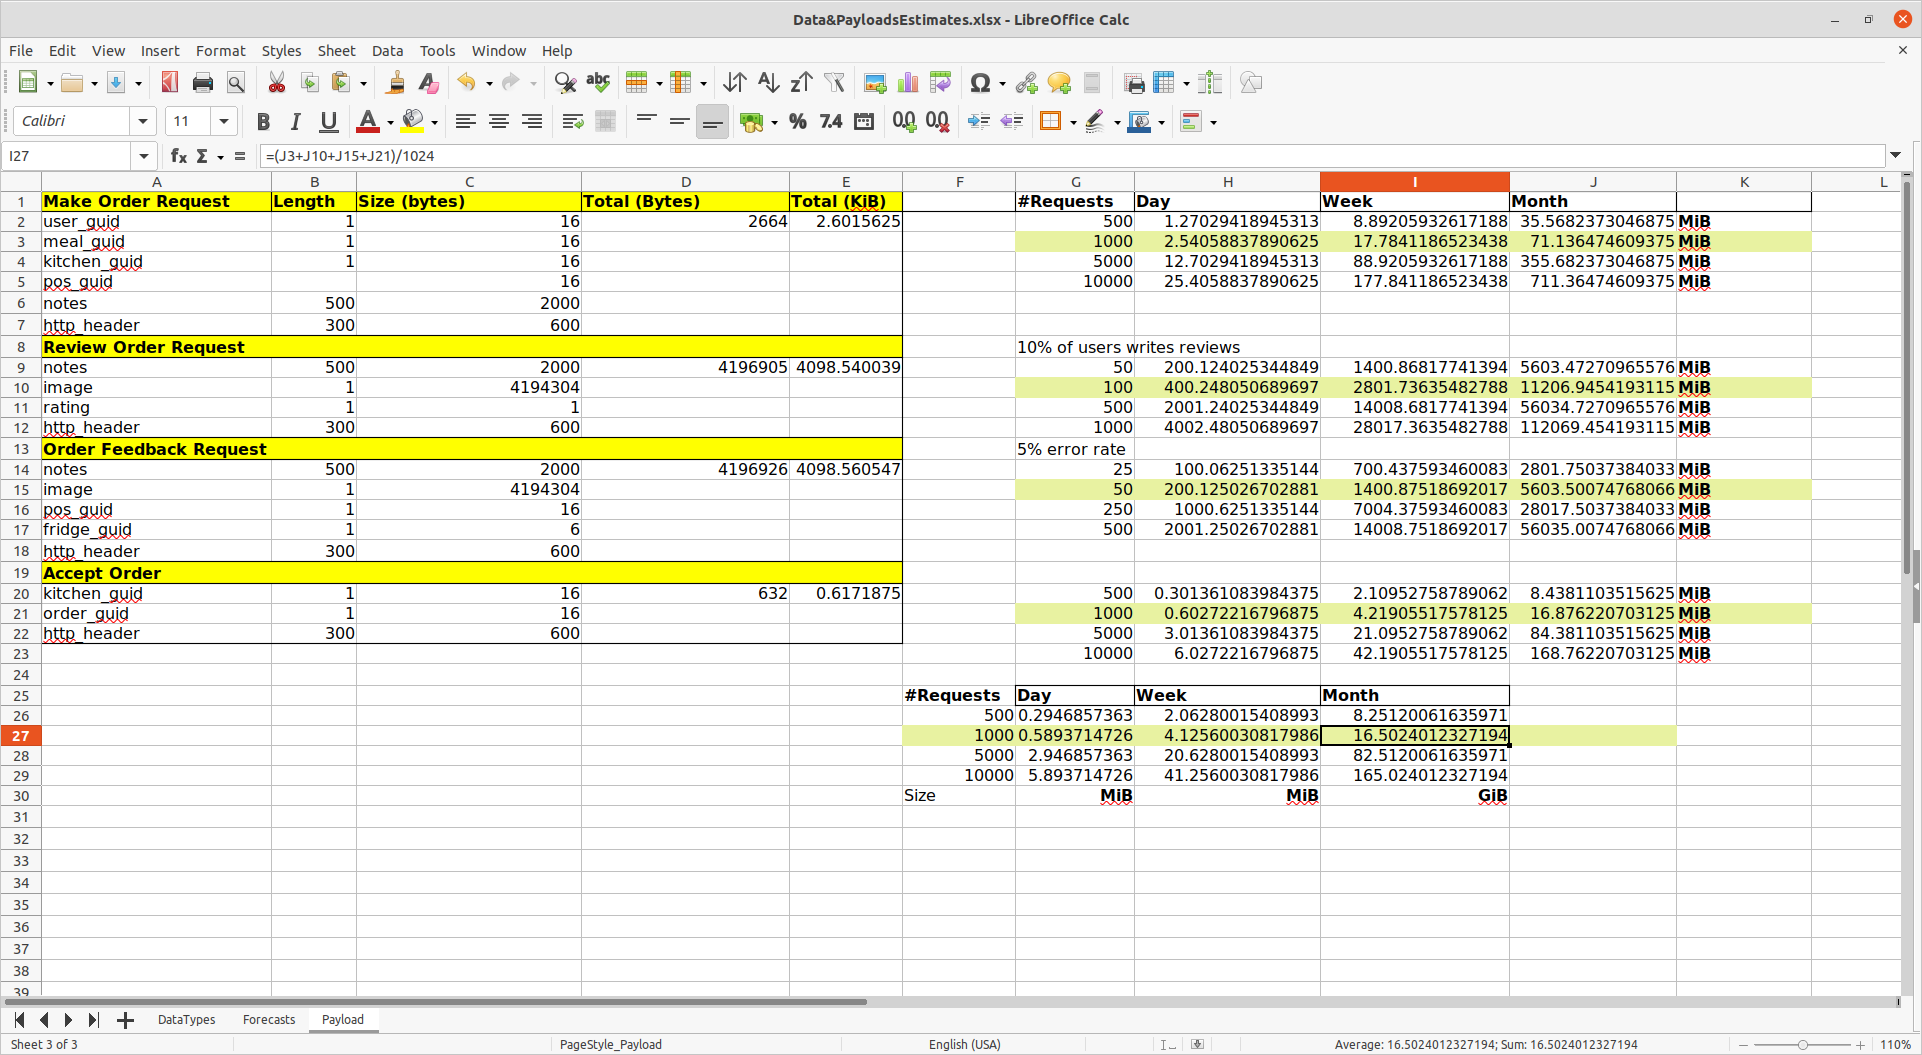 Data&PayloadsEstimates.xlsx - LibreOffice Calc
File Edit View Insert Format Styles Sheet Data Tools Window Help
Calibri 11
I27 =(J3+J10+J15+J21)/1024
A B C D E F G H I J K L
1 Make Order Request Length Size (bytes) Total (Bytes) Total (KiB) #Requests Day Week Month
2 user_guid 1 16 2664 2.6015625 500 1.27029418945313 8.89205932617188 35.5682373046875 MiB
3 meal_guid 1 16 1000 2.54058837890625 17.7841186523438 71.136474609375 MiB
4 kitchen_guid 1 16 5000 12.7029418945313 88.9205932617188 355.682373046875 MiB
5 pos_guid 16 10000 25.4058837890625 177.841186523438 711.36474609375 MiB
6 notes 500 2000
7 http_header 300 600
8 Review Order Request 10% of users writes reviews
9 notes 500 2000 4196905 4098.540039 50 200.124025344849 1400.86817741394 5603.47270965576 MiB
10 image 1 4194304 100 400.248050689697 2801.73635482788 11206.9454193115 MiB
11 rating 1 1 500 2001.24025344849 14008.6817741394 56034.7270965576 MiB
12 http_header 300 600 1000 4002.48050689697 28017.3635482788 112069.454193115 MiB
13 Order Feedback Request 5% error rate
14 notes 500 2000 4196926 4098.560547 25 100.06251335144 700.437593460083 2801.75037384033 MiB
15 image 1 4194304 50 200.125026702881 1400.87518692017 5603.50074768066 MiB
16 pos_guid 1 16 250 1000.6251335144 7004.37593460083 28017.5037384033 MiB
17 fridge_guid 1 6 500 2001.25026702881 14008.7518692017 56035.0074768066 MiB
18 http_header 300 600
19 Accept Order
20 kitchen_guid 1 16 632 0.6171875 500 0.301361083984375 2.10952758789062 8.4381103515625 MiB
21 order_guid 1 16 1000 0.60272216796875 4.21905517578125 16.876220703125 MiB
22 http_header 300 600 5000 3.01361083984375 21.0952758789062 84.381103515625 MiB
23 10000 6.0272216796875 42.1905517578125 168.76220703125 MiB
24
25 #Requests Day Week Month
26 500 0.2946857363 2.06280015408993 8.25120061635971
27 1000 0.5893714726 4.12560030817986 16.5024012327194
28 5000 2.946857363 20.6280015408993 82.5120061635971
29 10000 5.893714726 41.2560030817986 165.024012327194
30 Size MiB MiB GiB
31
32
33
34
35
36
37
38
39
DataTypes Forecasts Payload
Sheet 3 of 3 PageStyle_Payload English (USA) Average: 16.5024012327194; Sum: 16.5024012327194 110%